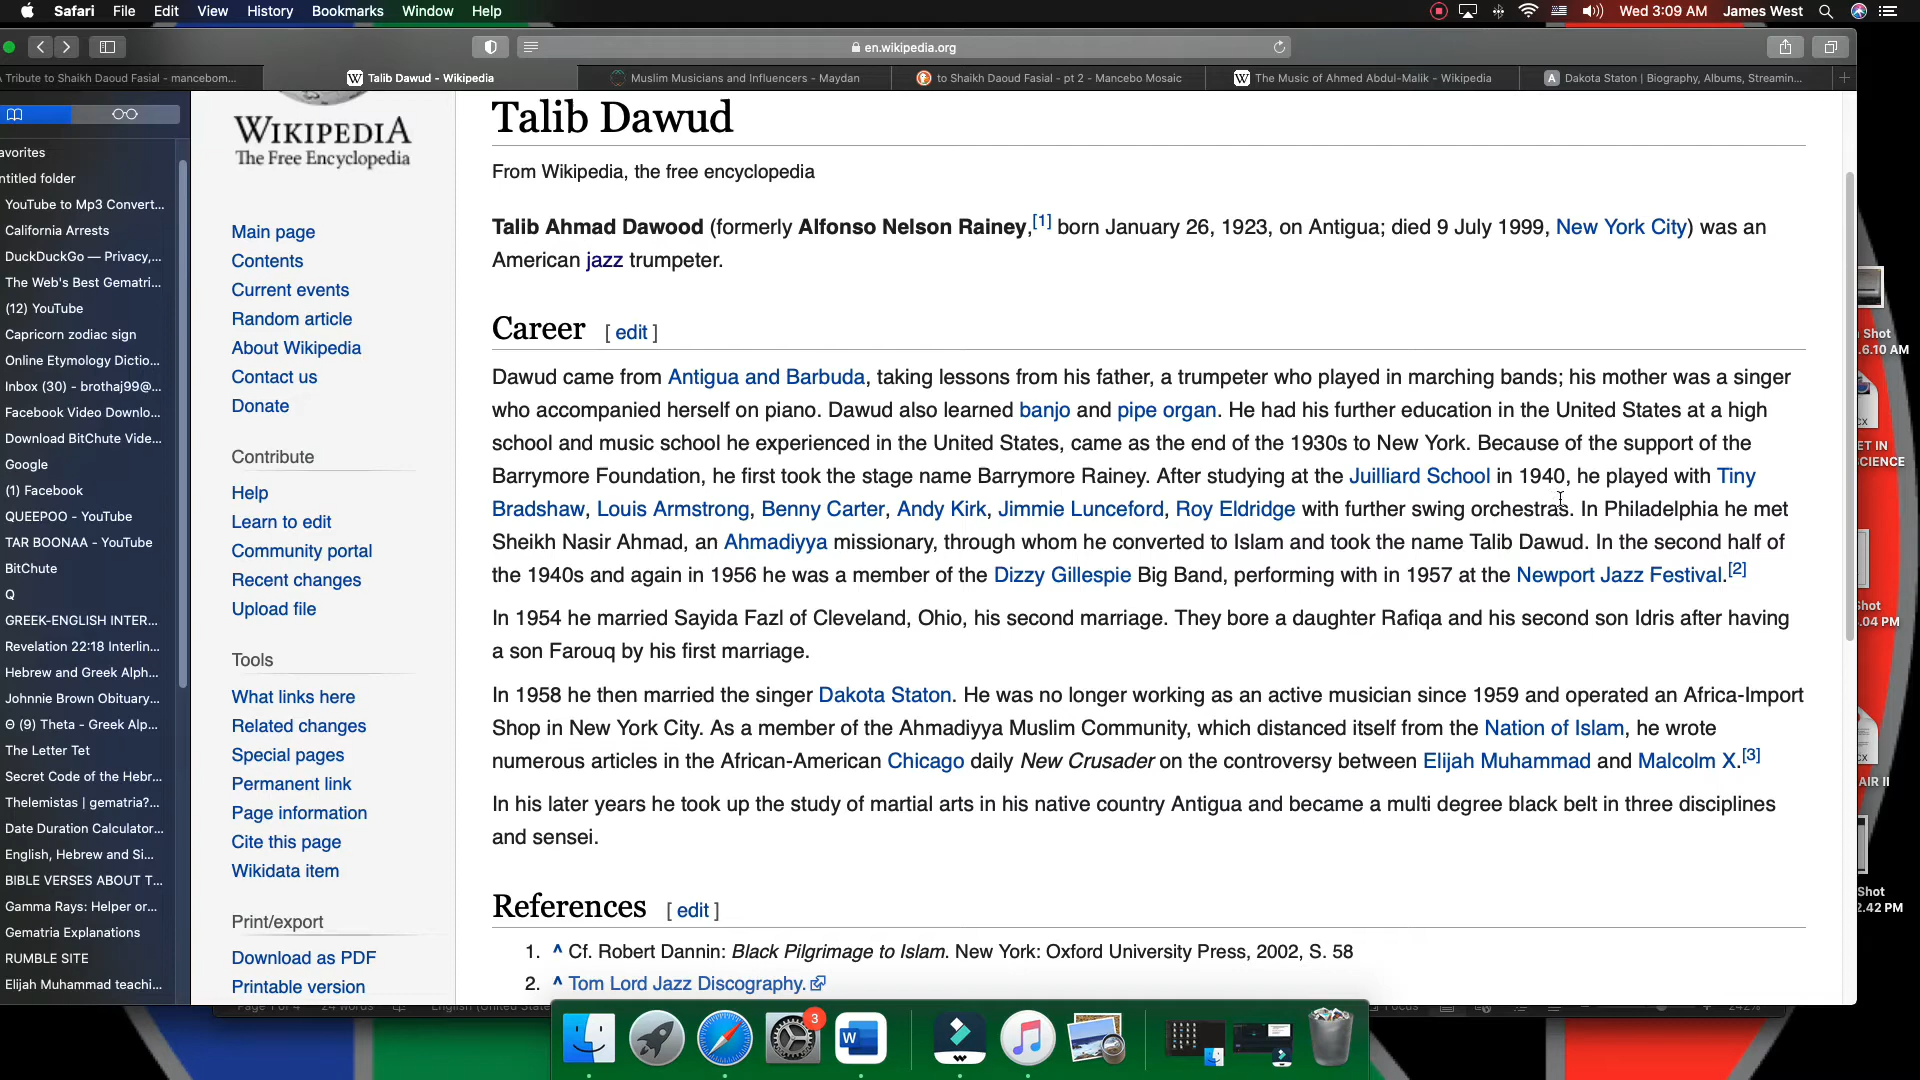 Safari File Edit View History Bookmarks Window Help Wed 3:09 AM James West
en.wikipedia.org
A Tribute to Shaikh Daoud Fasial - mancebom... Talib Dawud - Wikipedia Muslim Musicians and Influencers - Maydan to Shaikh Daoud Fasial - pt 2 - Mancebo Mosaic The Music of Ahmed Abdul-Malik - Wikipedia Dakota Staton | Biography, Albums, Streamin...
avorites
ntitled folder
YouTube to Mp3 Convert...
California Arrests
DuckDuckGo — Privacy,...
The Web's Best Gematri...
(12) YouTube
Capricorn zodiac sign
Online Etymology Dictio...
Inbox (30) - brothaj99@...
Facebook Video Downlo...
Download BitChute Vide...
Google
(1) Facebook
QUEEPOO - YouTube
TAR BOONAA - YouTube
BitChute
Q
GREEK-ENGLISH INTER...
Revelation 22:18 Interlin...
Hebrew and Greek Alph...
Johnnie Brown Obituary...
Θ (9) Theta - Greek Alp...
The Letter Tet
Secret Code of the Hebr...
Thelemistas | gematria?...
Date Duration Calculator...
English, Hebrew and Si...
BIBLE VERSES ABOUT T...
Gamma Rays: Helper or...
Gematria Explanations
RUMBLE SITE
Elijah Muhammad teachi...
WIKIPEDIA
The Free Encyclopedia
Main page
Contents
Current events
Random article
About Wikipedia
Contact us
Donate
Contribute
Help
Learn to edit
Community portal
Recent changes
Upload file
Tools
What links here
Related changes
Special pages
Permanent link
Page information
Cite this page
Wikidata item
Print/export
Download as PDF
Printable version
Talib Dawud
From Wikipedia, the free encyclopedia
Talib Ahmad Dawood (formerly Alfonso Nelson Rainey,[1] born January 26, 1923, on Antigua; died 9 July 1999, New York City) was an
American jazz trumpeter.
Career [ edit ]
Dawud came from Antigua and Barbuda, taking lessons from his father, a trumpeter who played in marching bands; his mother was a singer
who accompanied herself on piano. Dawud also learned banjo and pipe organ. He had his further education in the United States at a high
school and music school he experienced in the United States, came as the end of the 1930s to New York. Because of the support of the
Barrymore Foundation, he first took the stage name Barrymore Rainey. After studying at the Juilliard School in 1940, he played with Tiny
Bradshaw, Louis Armstrong, Benny Carter, Andy Kirk, Jimmie Lunceford, Roy Eldridge with further swing orchestras. In Philadelphia he met
Sheikh Nasir Ahmad, an Ahmadiyya missionary, through whom he converted to Islam and took the name Talib Dawud. In the second half of
the 1940s and again in 1956 he was a member of the Dizzy Gillespie Big Band, performing with in 1957 at the Newport Jazz Festival.[2]
In 1954 he married Sayida Fazl of Cleveland, Ohio, his second marriage. They bore a daughter Rafiqa and his second son Idris after having
a son Farouq by his first marriage.
In 1958 he then married the singer Dakota Staton. He was no longer working as an active musician since 1959 and operated an Africa-Import
Shop in New York City. As a member of the Ahmadiyya Muslim Community, which distanced itself from the Nation of Islam, he wrote
numerous articles in the African-American Chicago daily New Crusader on the controversy between Elijah Muhammad and Malcolm X.[3]
In his later years he took up the study of martial arts in his native country Antigua and became a multi degree black belt in three disciplines
and sensei.
References [ edit ]
1. ^ Cf. Robert Dannin: Black Pilgrimage to Islam. New York: Oxford University Press, 2002, S. 58
2. ^ Tom Lord Jazz Discography.
Shot
.6.10 AM
CX
ET IN
CIENCE
Shot
.04 PM
CX
AIR II
Shot
2.42 PM
3
W